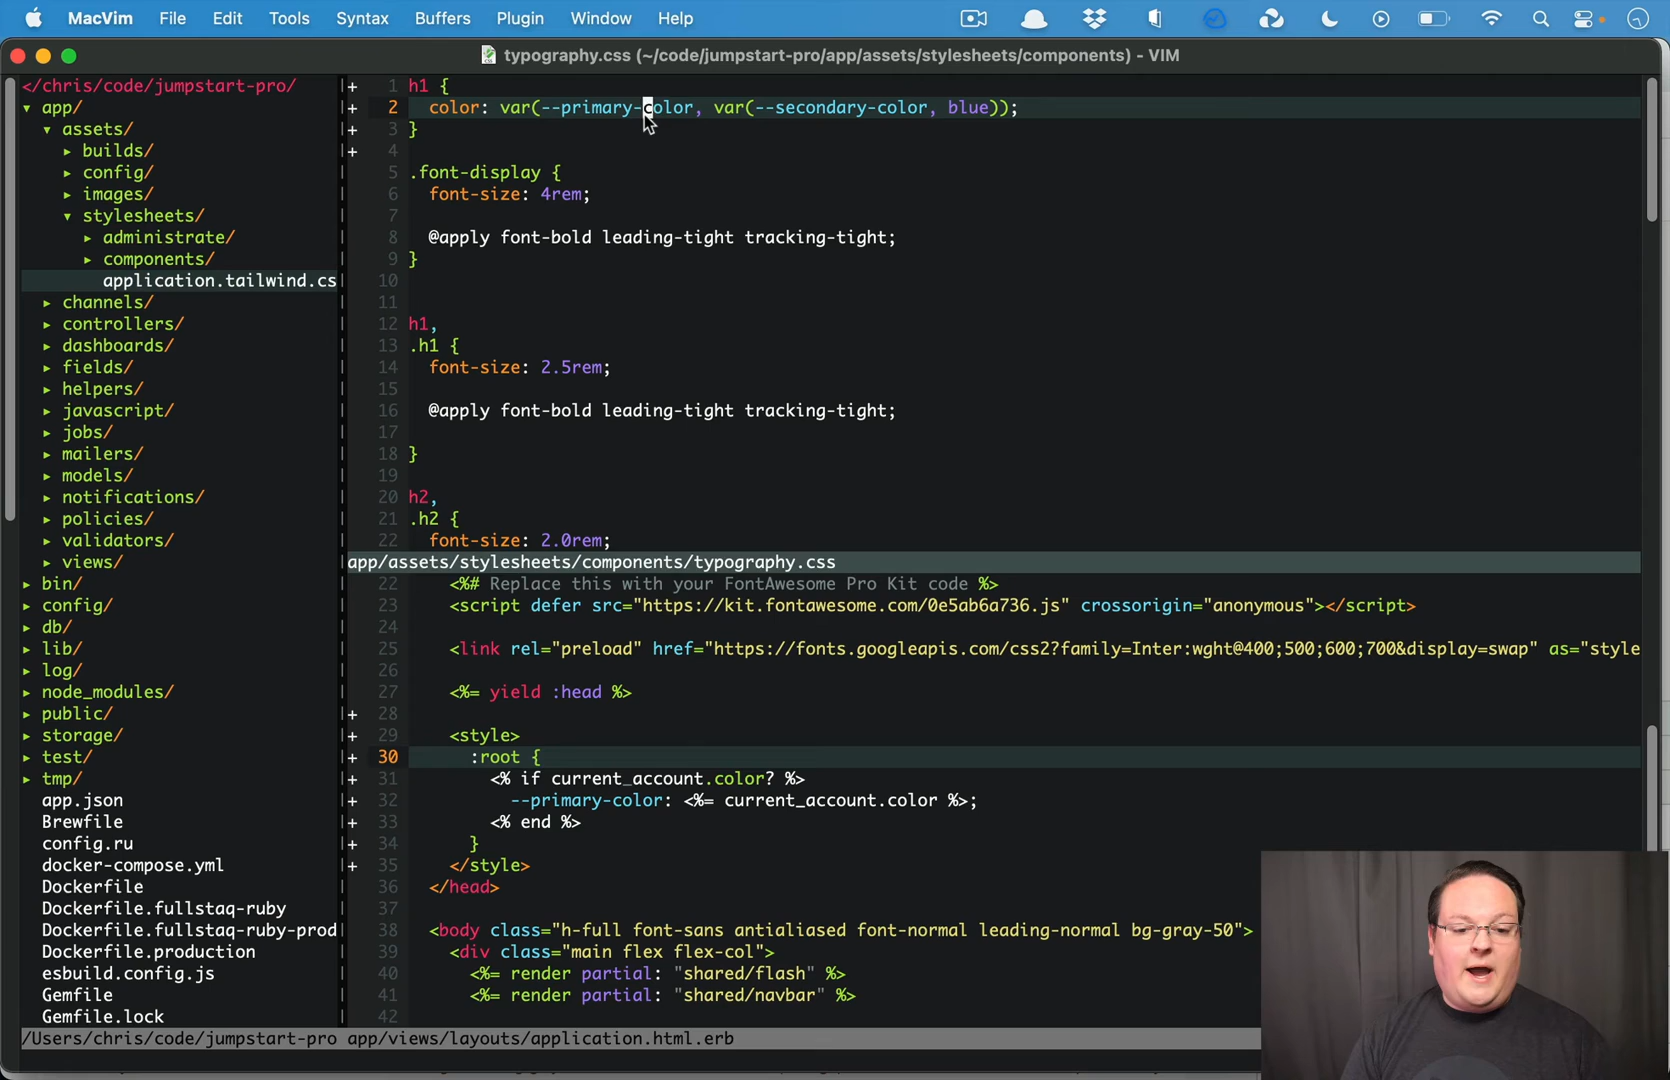 MacVim File Edit Tools Syntax Buffers Plugin Window Help
typography.css (~/code/jumpstart-pro/app/assets/stylesheets/components) - VIM
</chris/code/jumpstart-pro/
▾ app/
▾ assets/
▸ builds/
▸ config/
▸ images/
▾ stylesheets/
▸ administrate/
▸ components/
application.tailwind.cs
▸ channels/
▸ controllers/
▸ dashboards/
▸ fields/
▸ helpers/
▸ javascript/
▸ jobs/
▸ mailers/
▸ models/
▸ notifications/
▸ policies/
▸ validators/
▸ views/
▸ bin/
▸ config/
▸ db/
▸ lib/
▸ log/
▸ node_modules/
▸ public/
▸ storage/
▸ test/
▸ tmp/
app.json
Brewfile
config.ru
docker-compose.yml
Dockerfile
Dockerfile.fullstaq-ruby
Dockerfile.fullstaq-ruby-prod
Dockerfile.production
esbuild.config.js
Gemfile
Gemfile.lock
+ 1 h1 {
+ 2 color: var(--primary-color, var(--secondary-color, blue));
+ 3 }
+ 4
5 .font-display {
6 font-size: 4rem;
7
8 @apply font-bold leading-tight tracking-tight;
9 }
10
11
12 h1,
13 .h1 {
14 font-size: 2.5rem;
15
16 @apply font-bold leading-tight tracking-tight;
17
18 }
19
20 h2,
21 .h2 {
22 font-size: 2.0rem;
app/assets/stylesheets/components/typography.css
22 <%# Replace this with your FontAwesome Pro Kit code %>
23 <script defer src="https://kit.fontawesome.com/0e5ab6a736.js" crossorigin="anonymous"></script>
24
25 <link rel="preload" href="https://fonts.googleapis.com/css2?family=Inter:wght@400;500;600;700&display=swap" as="style
26
27 <%= yield :head %>
+ 28
+ 29 <style>
+ 30 :root {
+ 31 <% if current_account.color? %>
+ 32 --primary-color: <%= current_account.color %>;
+ 33 <% end %>
+ 34 }
+ 35 </style>
36 </head>
37
38 <body class="h-full font-sans antialiased font-normal leading-normal bg-gray-50">
39 <div class="main flex flex-col">
40 <%= render partial: "shared/flash" %>
41 <%= render partial: "shared/navbar" %>
42
/Users/chris/code/jumpstart-pro app/views/layouts/application.html.erb